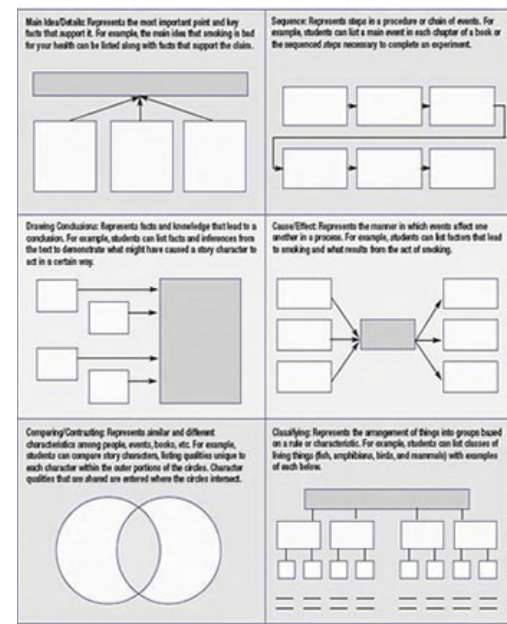 Main Idea/Details: Represents the most important point and key
facts that support it. For example, the main idea that smoking is bad
for your health can be listed along with facts that support the claim.
Sequence: Represents steps in a procedure or chain of events. For
example, students can list a main event in each chapter of a book or
the sequenced steps necessary to complete an experiment.
Drawing Conclusions: Represents facts and knowledge that lead to a
conclusion. For example, students can list facts and inferences from
the text to demonstrate what might have caused a story character to
act in a certain way.
Cause/Effect: Represents the manner in which events affect one
another in a process. For example, students can list factors that lead
to smoking and what results from the act of smoking.
Comparing/Contrasting: Represents similar and different
characteristics among people, events, books, etc. For example,
students can compare story characters, listing qualities unique to
each character within the outer portions of the circles. Character
qualities that are shared are entered where the circles intersect.
Classifying: Represents the arrangement of things into groups based
on a rule or characteristic. For example, students can list classes of
living things (fish, amphibians, birds, and mammals) with examples
of each below.